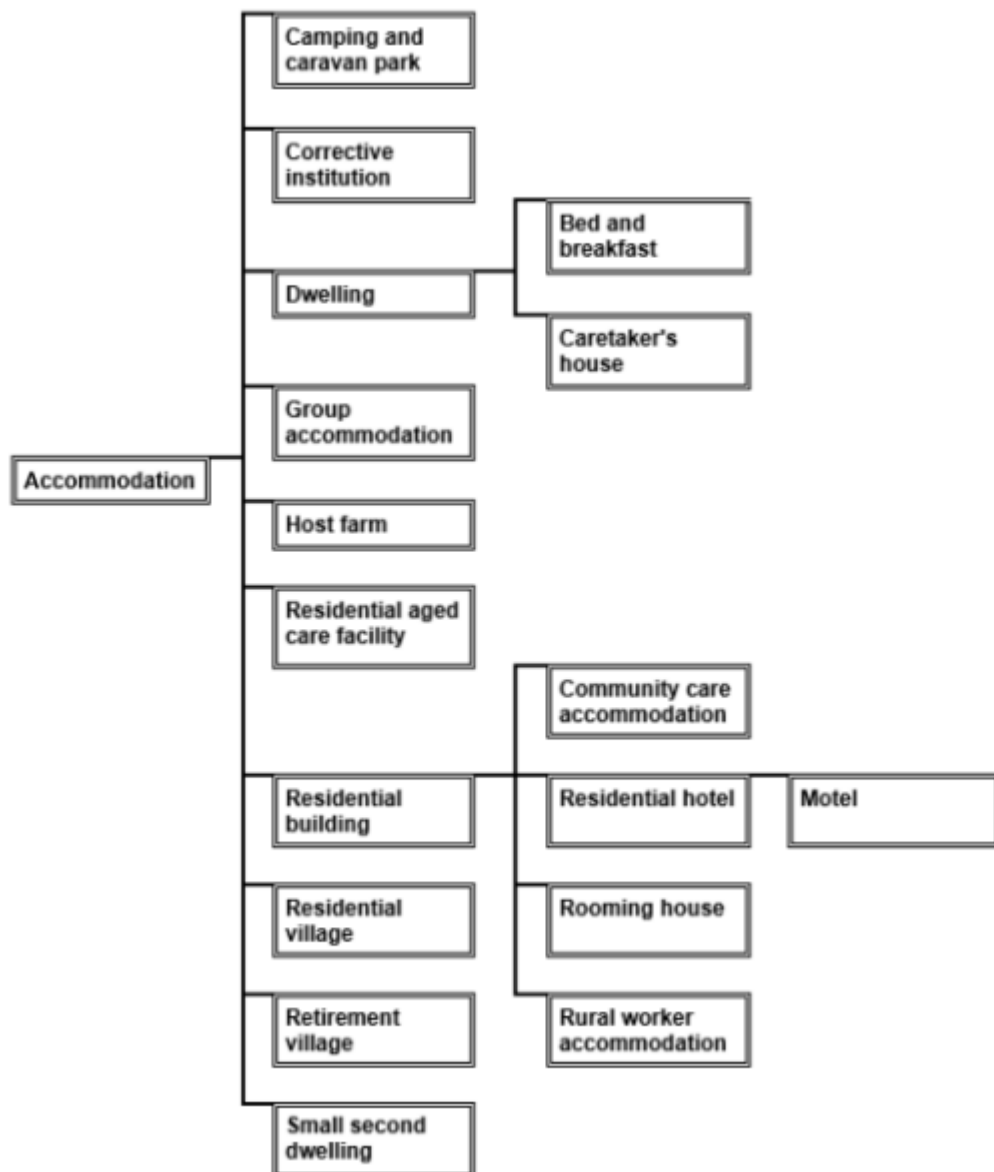 Camping and
caravan park
Corrective
institution
Bed and
breakfast
Dwelling
Caretaker's
house
Group
accommodation
Accommodation
Host farm
Residential aged
care facility
Community care
accommodation
Residential
building
Residential hotel
Motel
Residential
village
Rooming house
Retirement
village
Rural worker
accommodation
Small second
dwelling